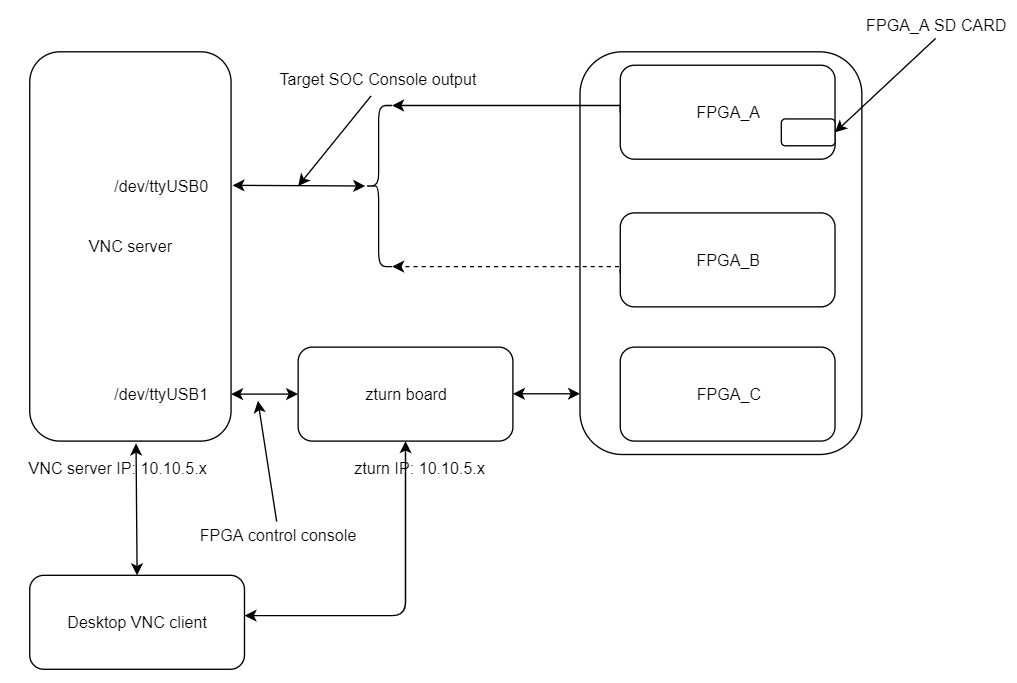 FPGA_A SD CARD
Target SOC Console output
FPGA_A
/dev/ttyUSB0
VNC server
FPGA_B
/dev/ttyUSB1
zturn board
FPGA_C
VNC server IP: 10.10.5.x
zturn IP: 10.10.5.x
FPGA control console
Desktop VNC client